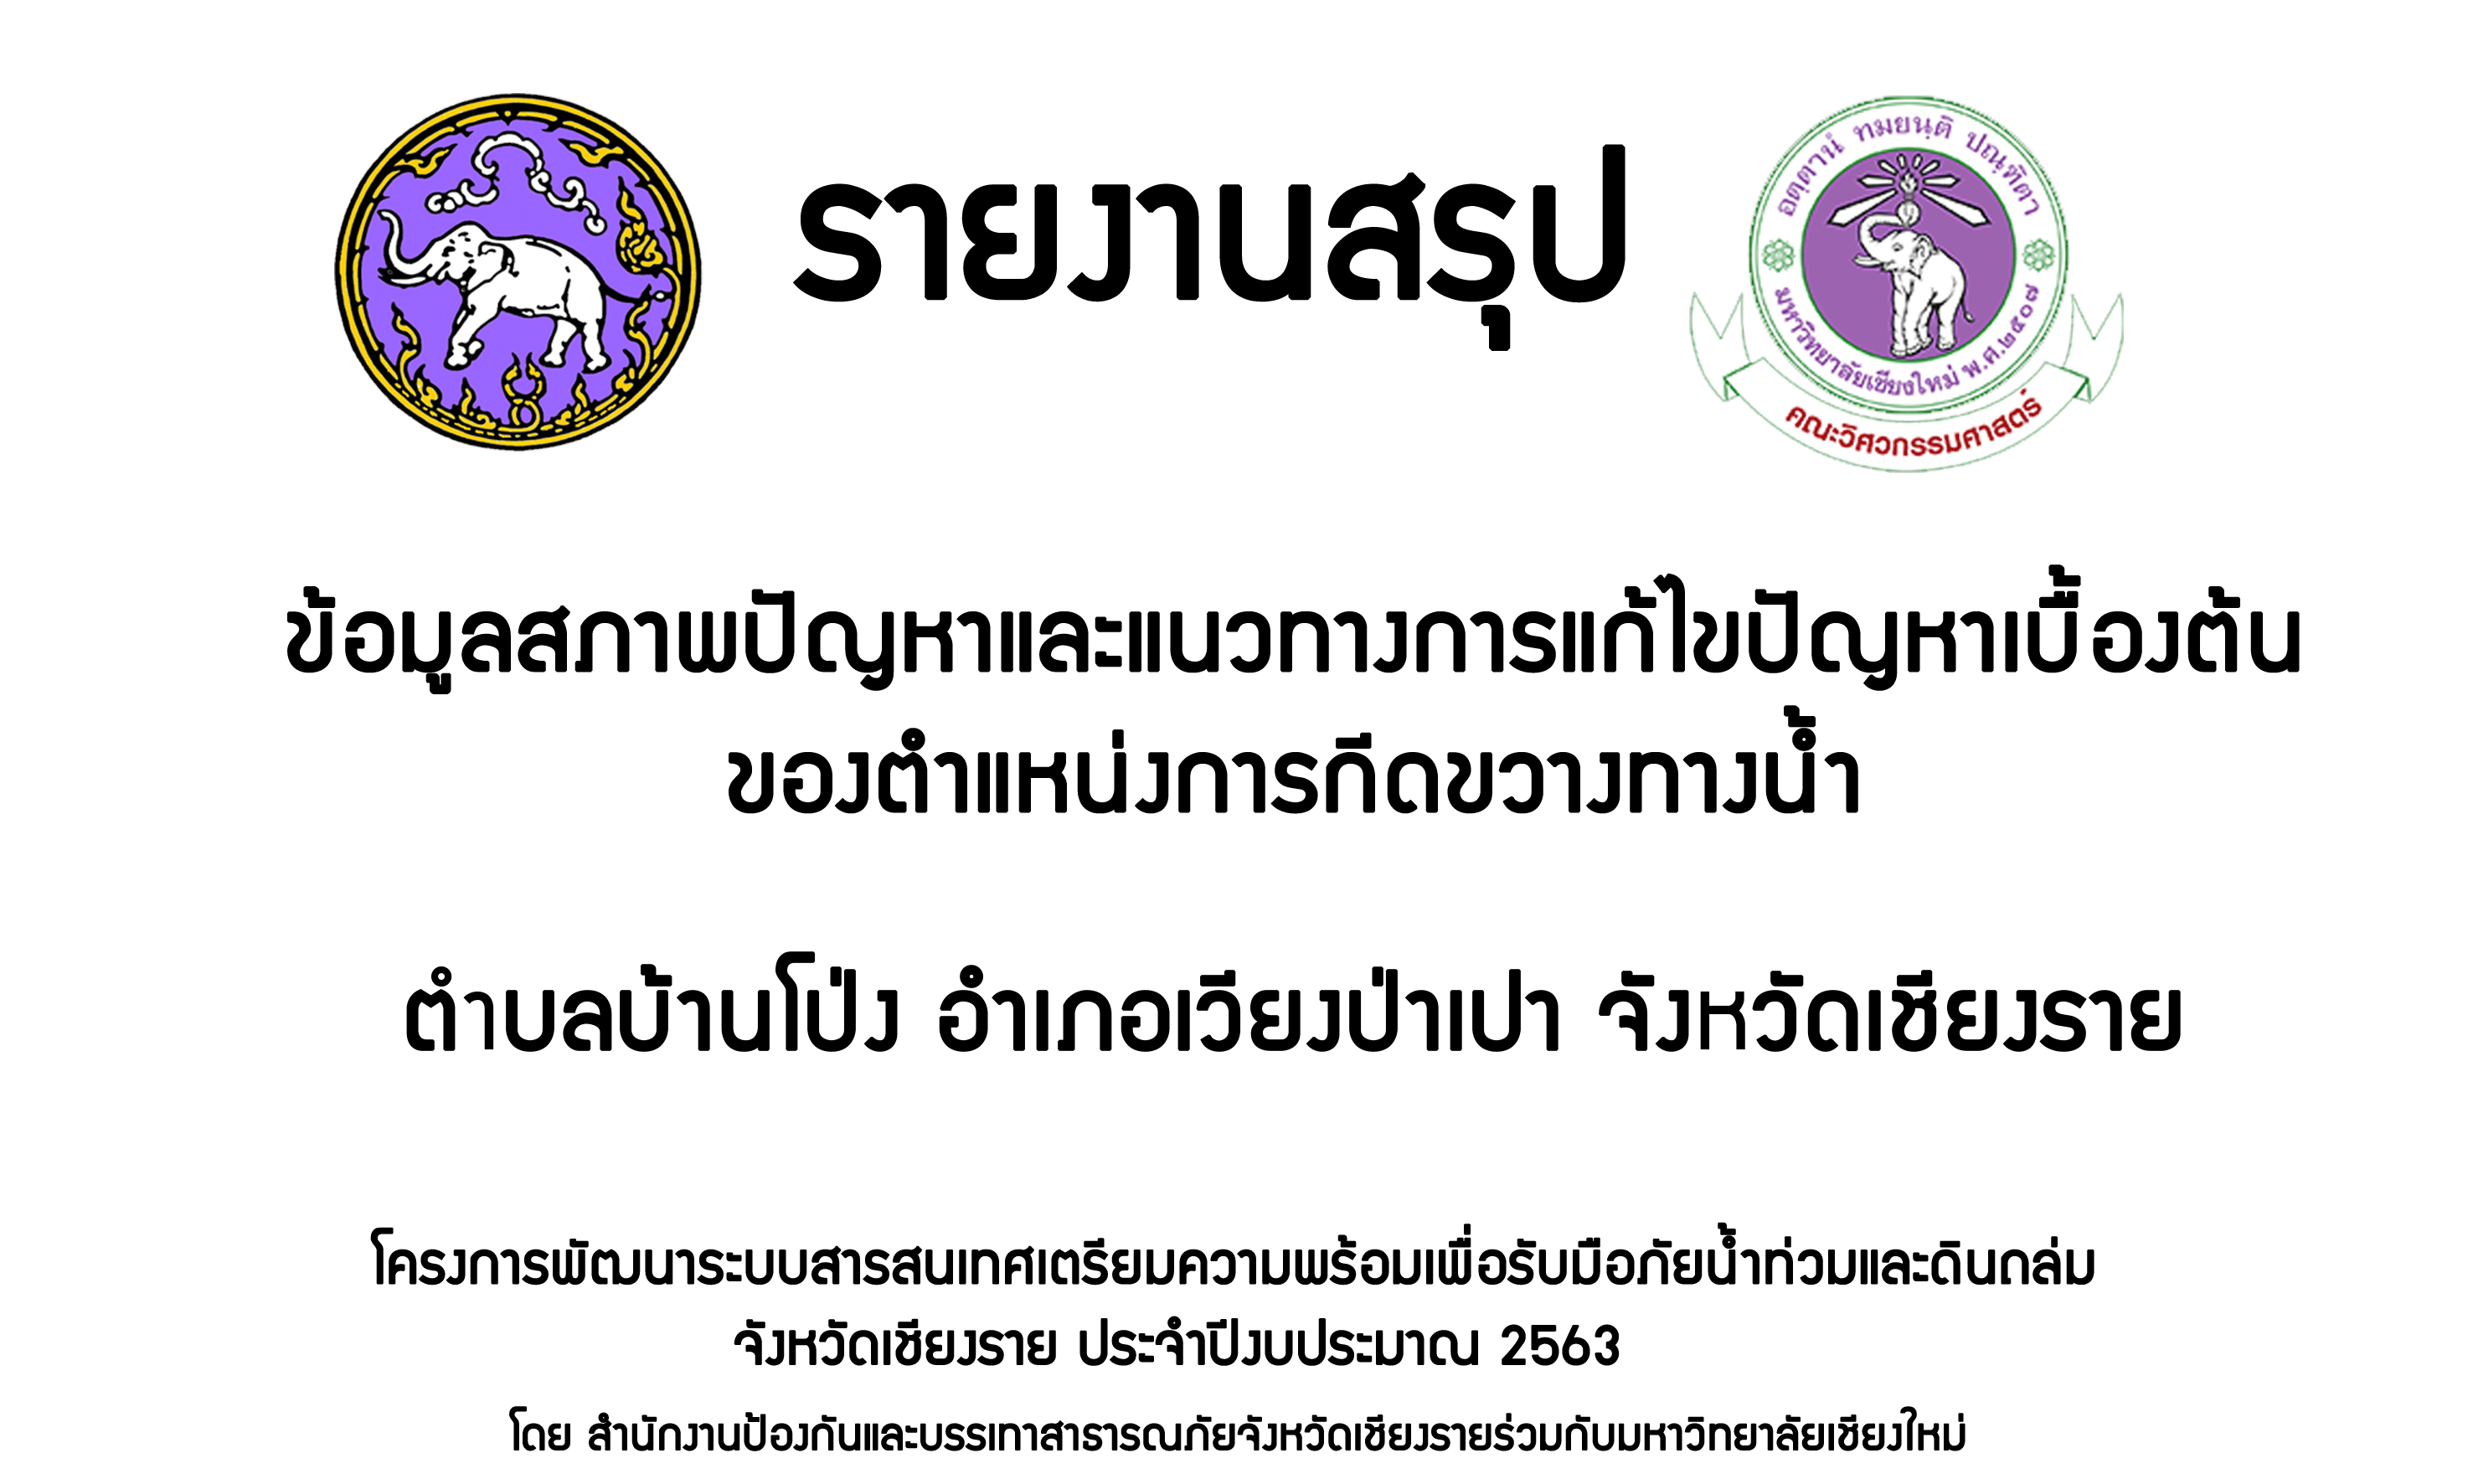 รายงานสรุป
อตฺตานํ ทมยนฺติ ปณฺฑิตา
มหาวิทยาลัยเชียงใหม่ พ.ศ.๒๕๐๗
คณะวิศวกรรมศาสตร์
ข้อมูลสภาพปัญหาและแนวทางการแก้ไขปัญหาเบื้องต้น
ของตำแหน่งการกีดขวางทางน้ำ
ตำบลบ้านโป่ง อำเภอเวียงป่าเปา จังหวัดเชียงราย
โครงการพัฒนาระบบสารสนเทศเตรียมความพร้อมเพื่อรับมือภัยน้ำท่วมและดินถล่ม
จังหวัดเชียงราย ประจำปีงบประมาณ 2563
โดย สำนักงานป้องกันและบรรเทาสาธารณภัยจังหวัดเชียงรายร่วมกับมหาวิทยาลัยเชียงใหม่